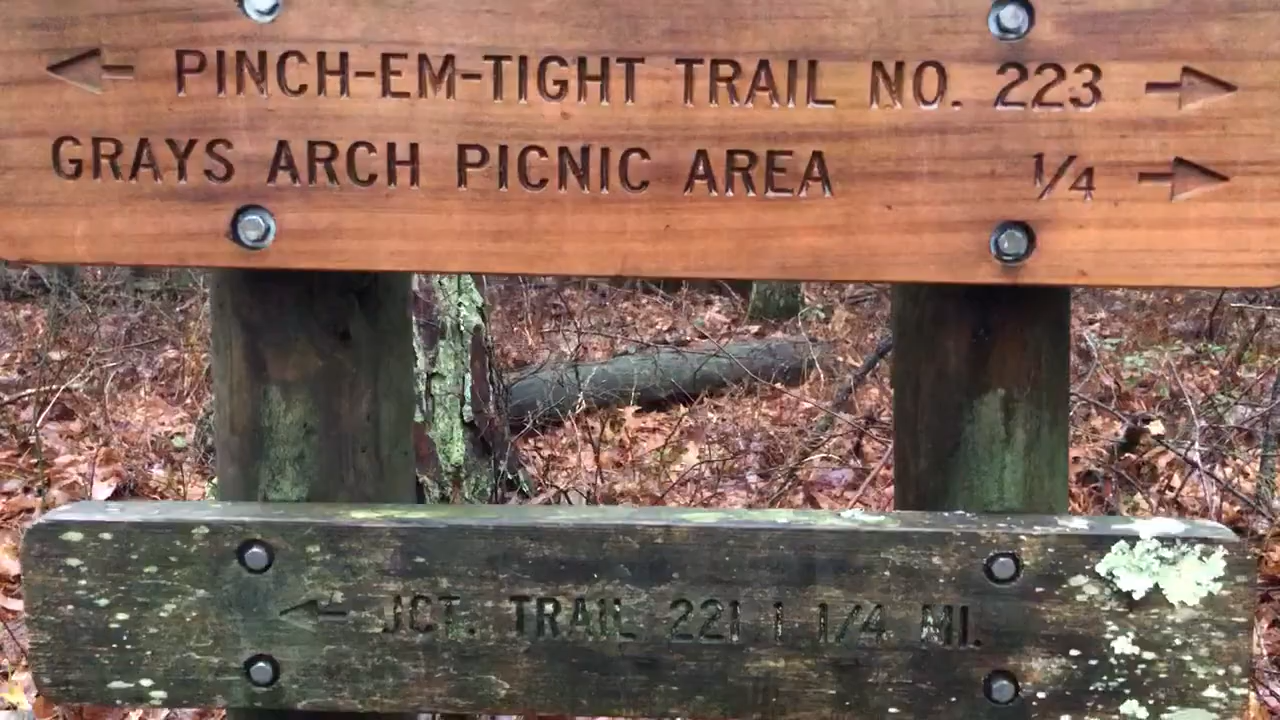 ← PINCH-EM-TIGHT TRAIL NO. 223 →
GRAYS ARCH PICNIC AREA 1/4 →
← JCT. TRAIL 221 1 1/4 MI.